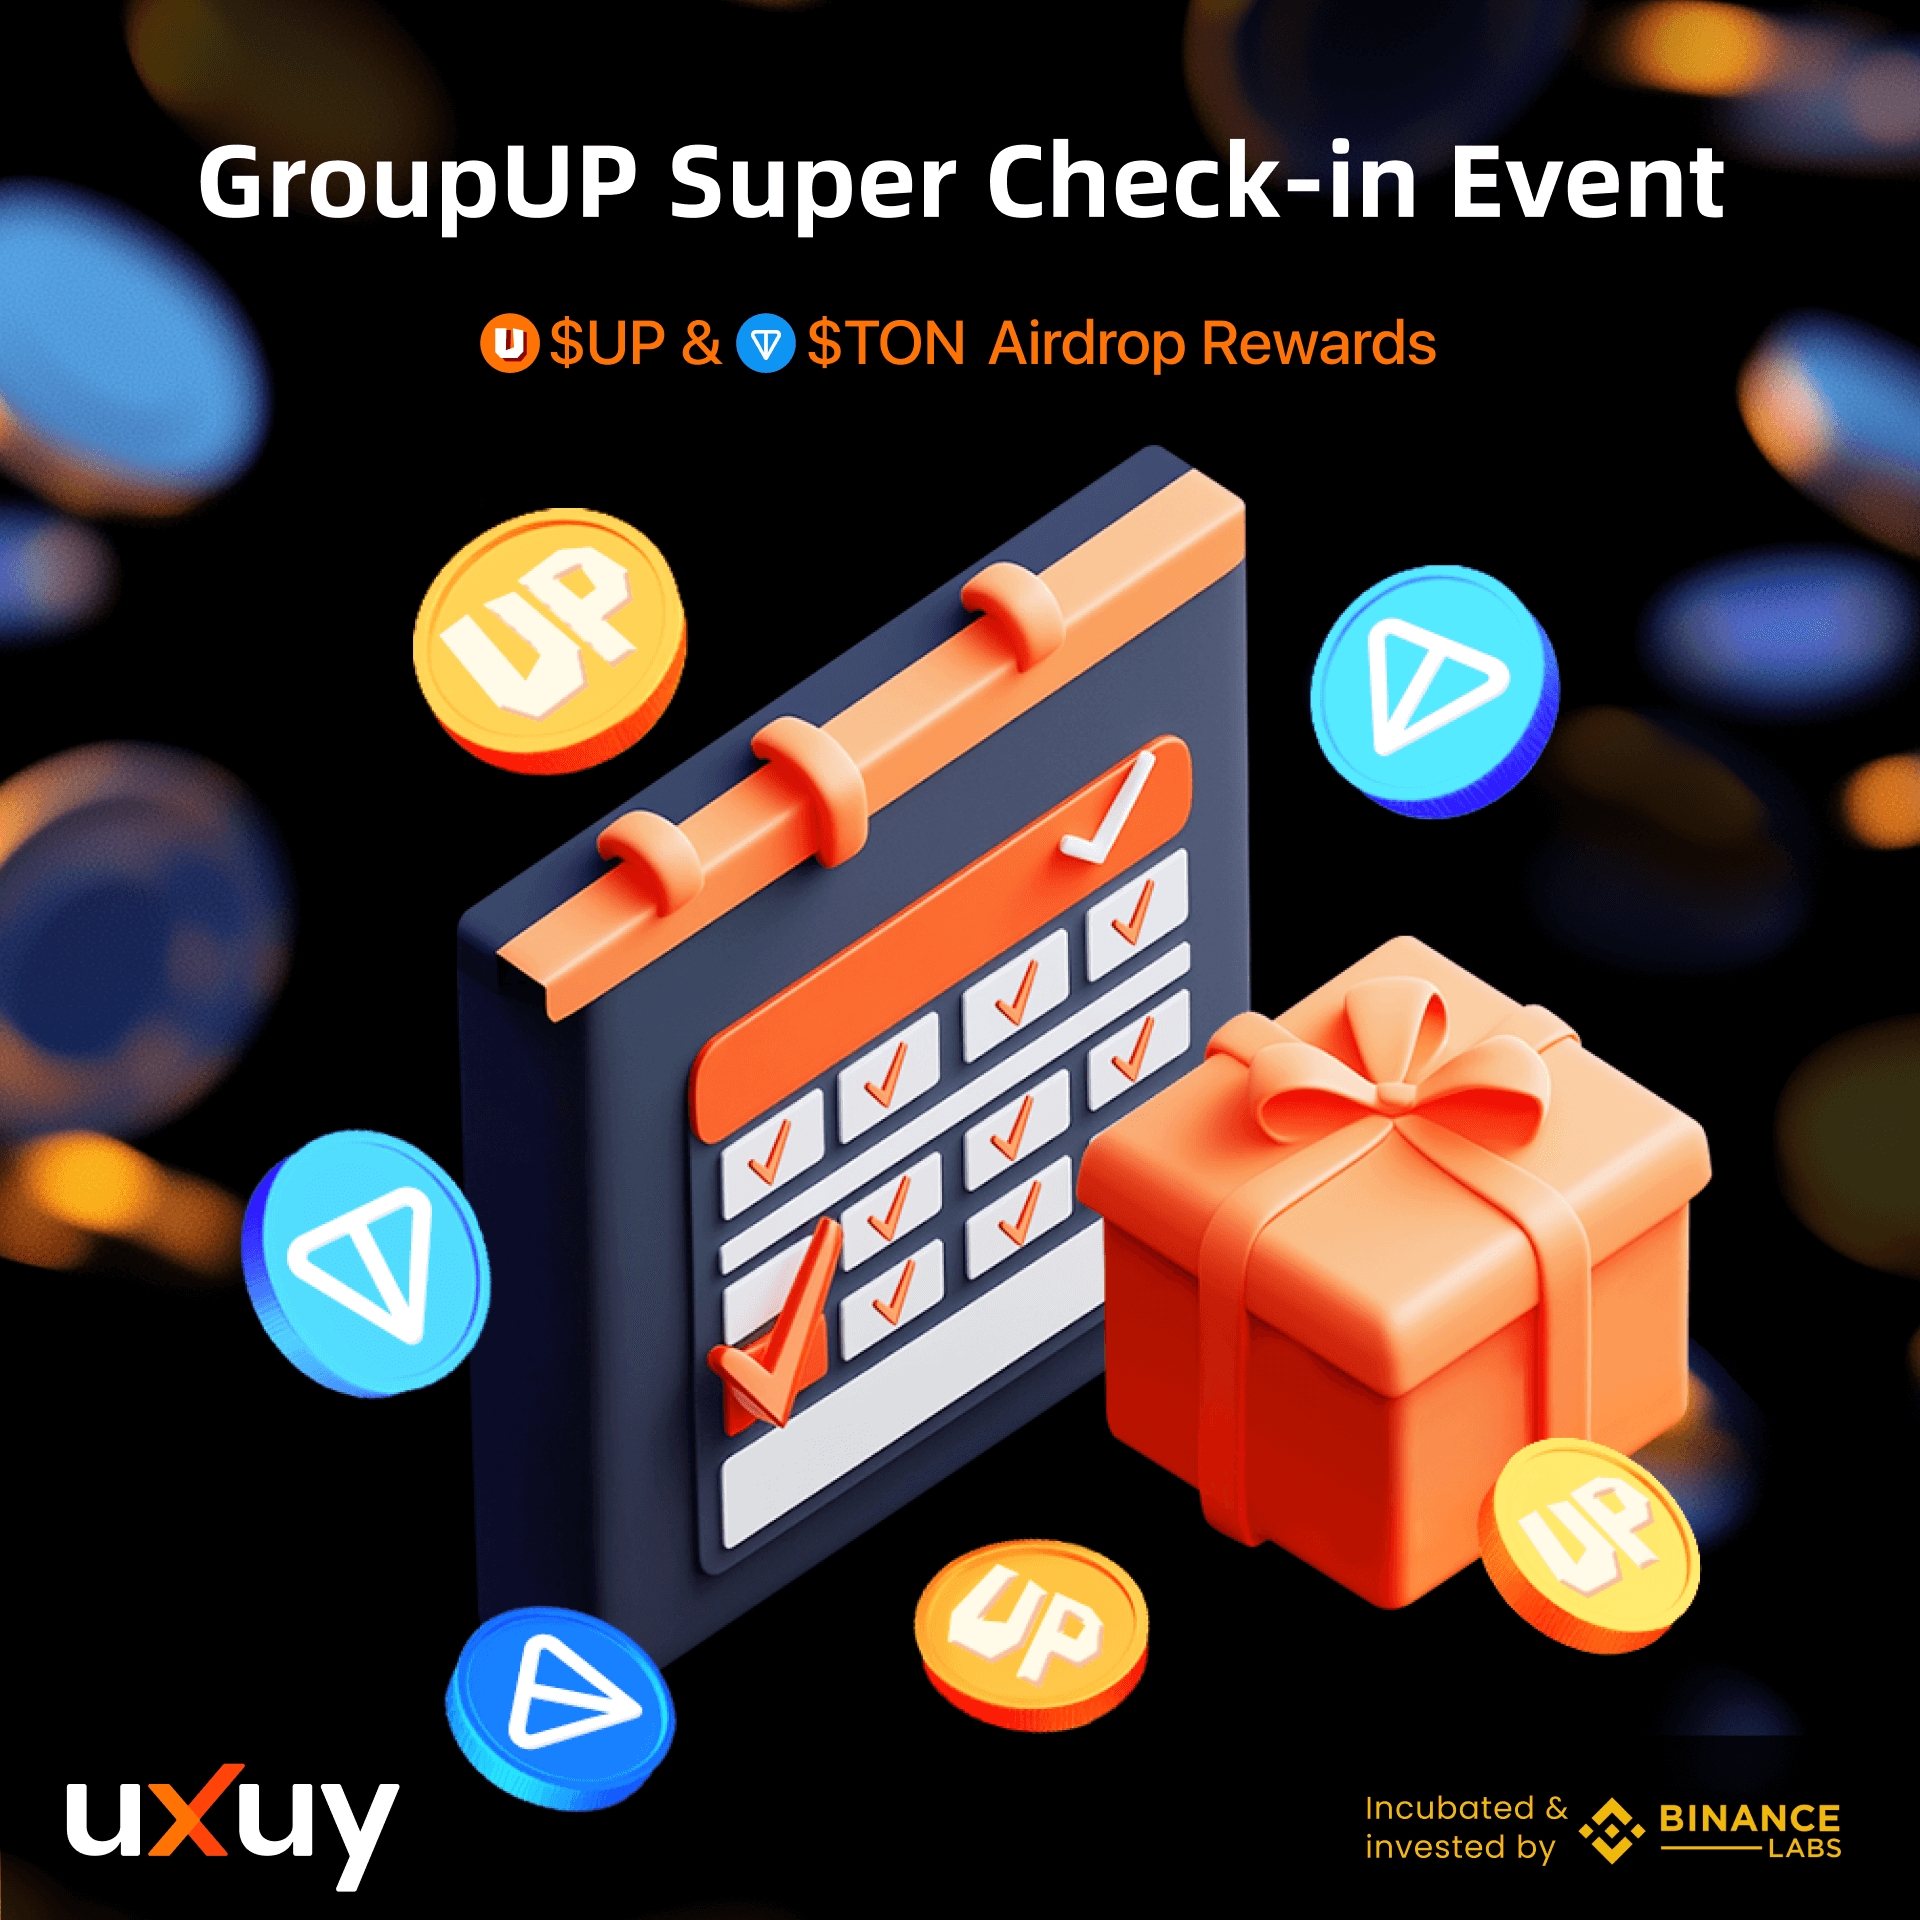 GroupUP Super Check-in Event
$UP & $TON Airdrop Rewards
UP
UP
UP
uxuy
Incubated &
invested by
BINANCE
LABS